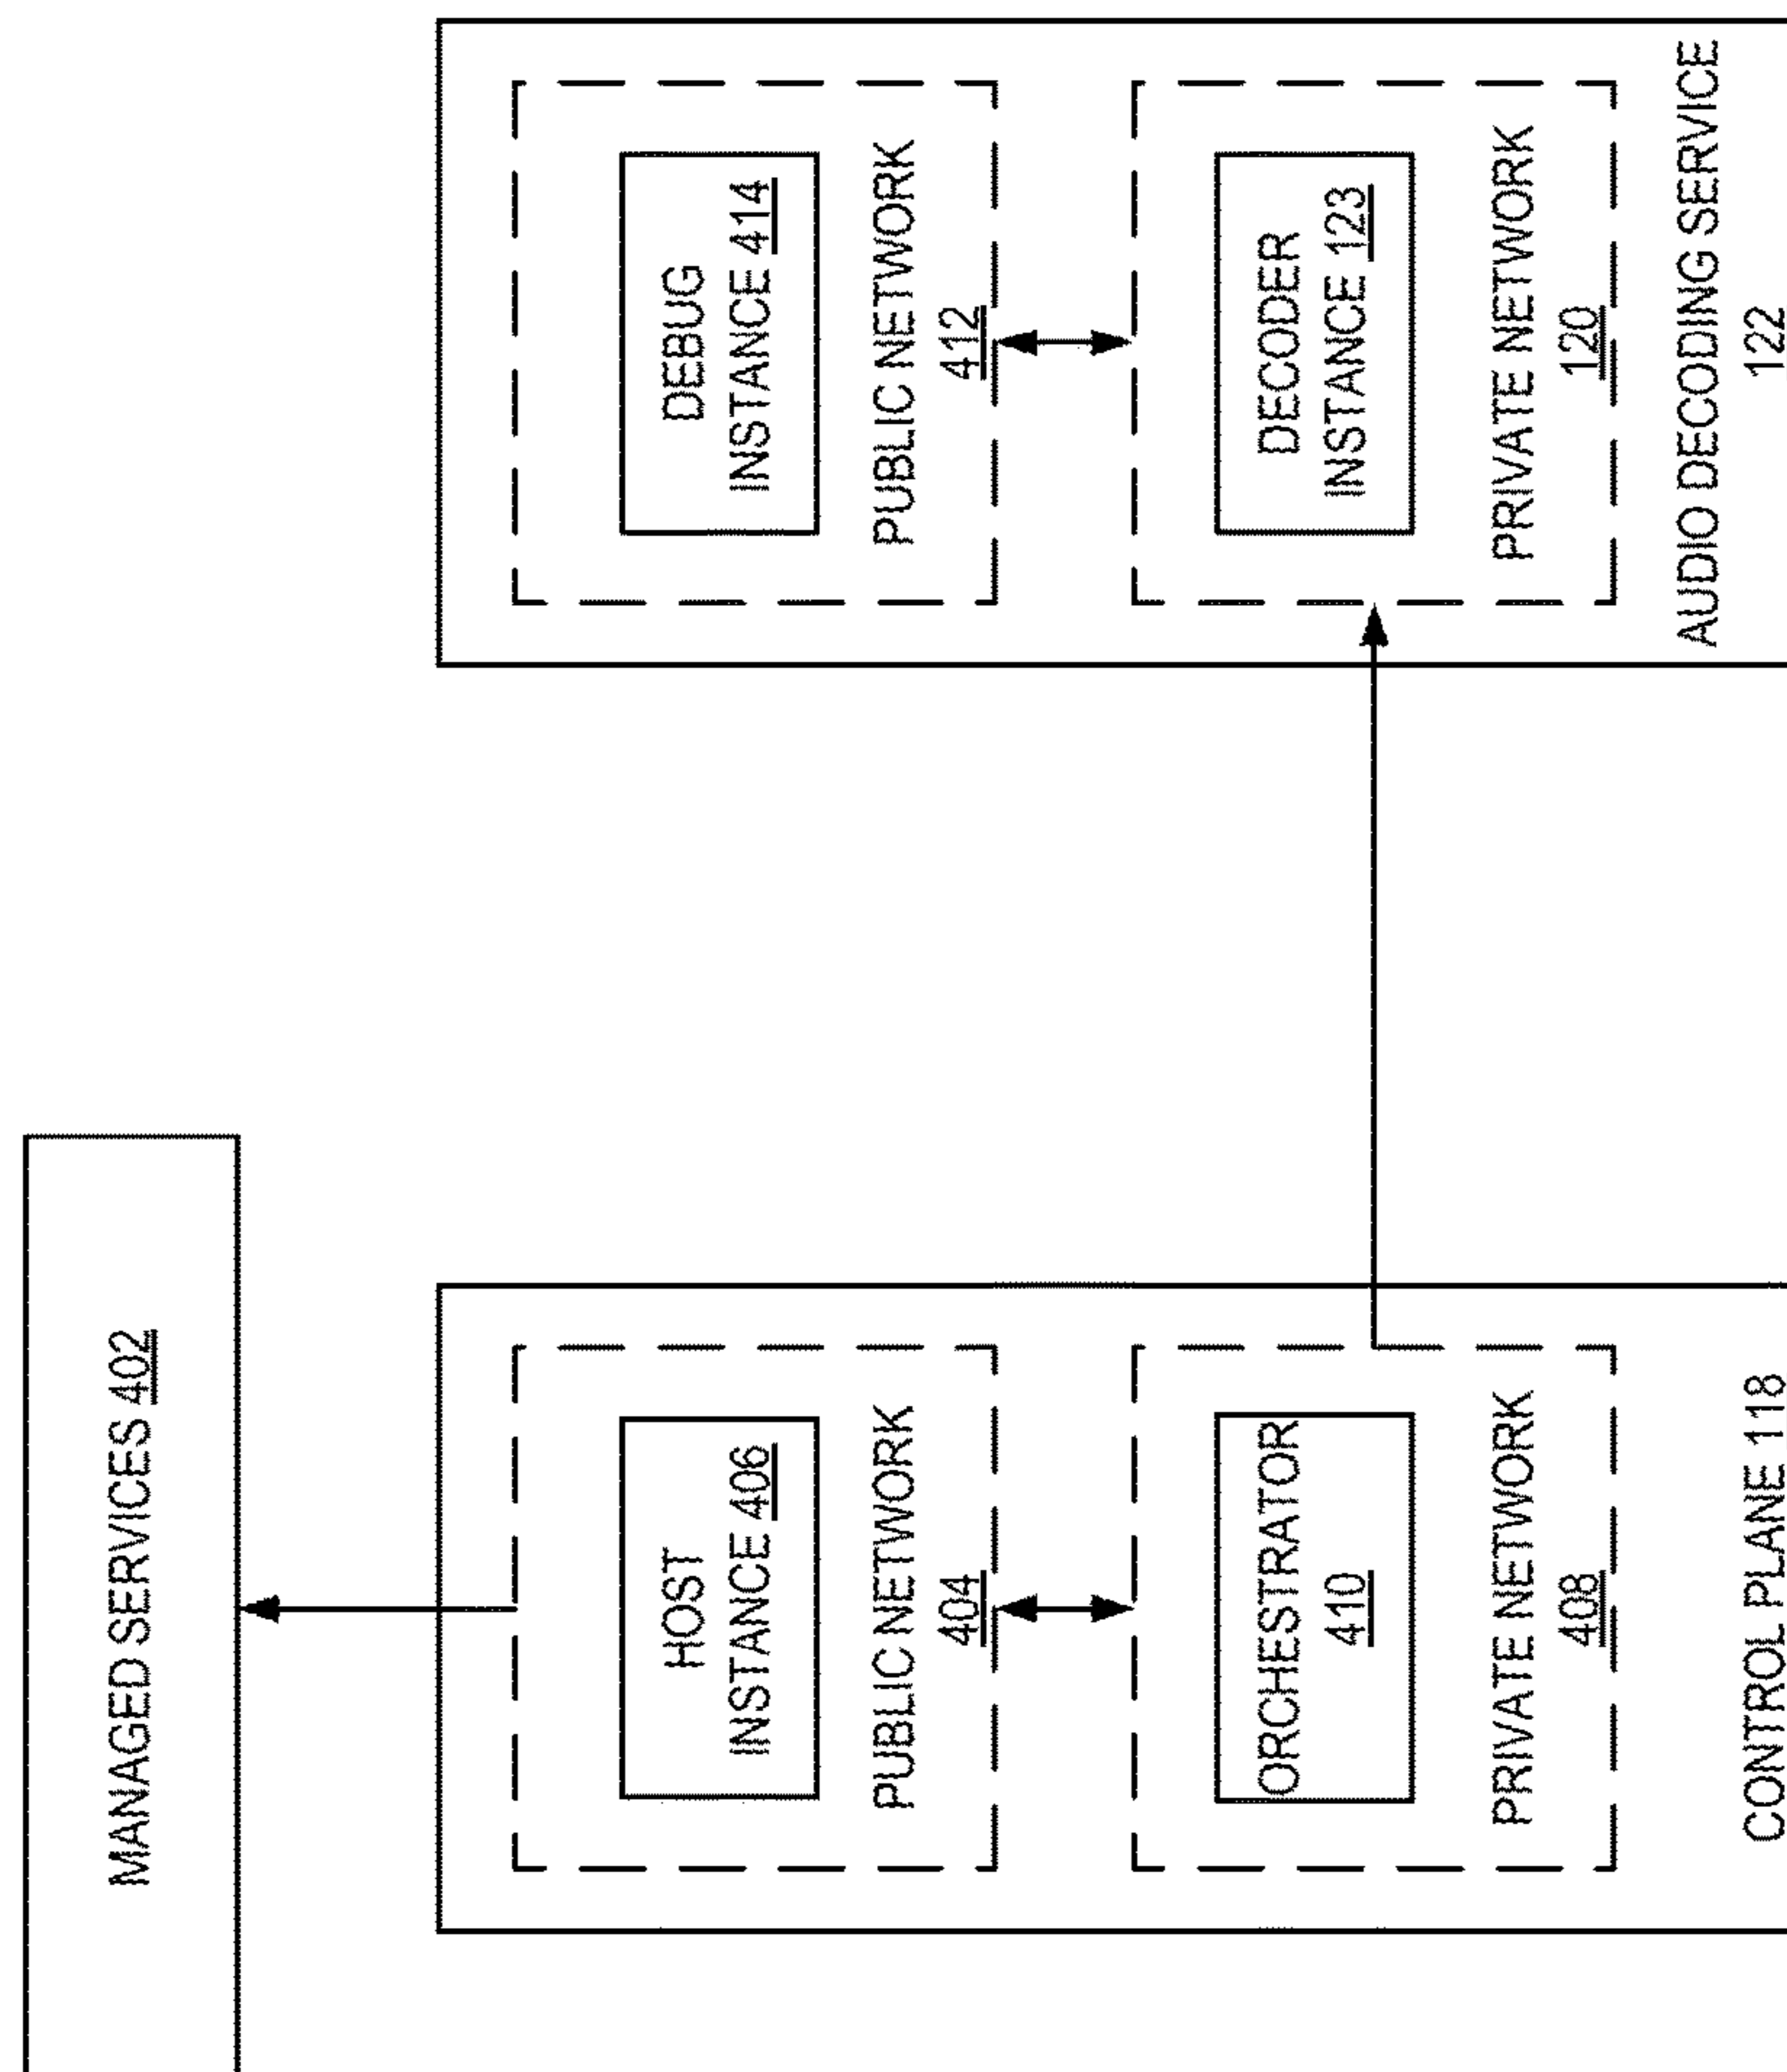 MANAGED SERVICES 402
HOST
INSTANCE 406
PUBLIC NETWORK
404
ORCHESTRATOR
410
PRIVATE NETWORK
408
CONTROL PLANE 118
DEBUG
INSTANCE 414
PUBLIC NETWORK
412
DECODER
INSTANCE 123
PRIVATE NETWORK
120
AUDIO DECODING SERVICE
122